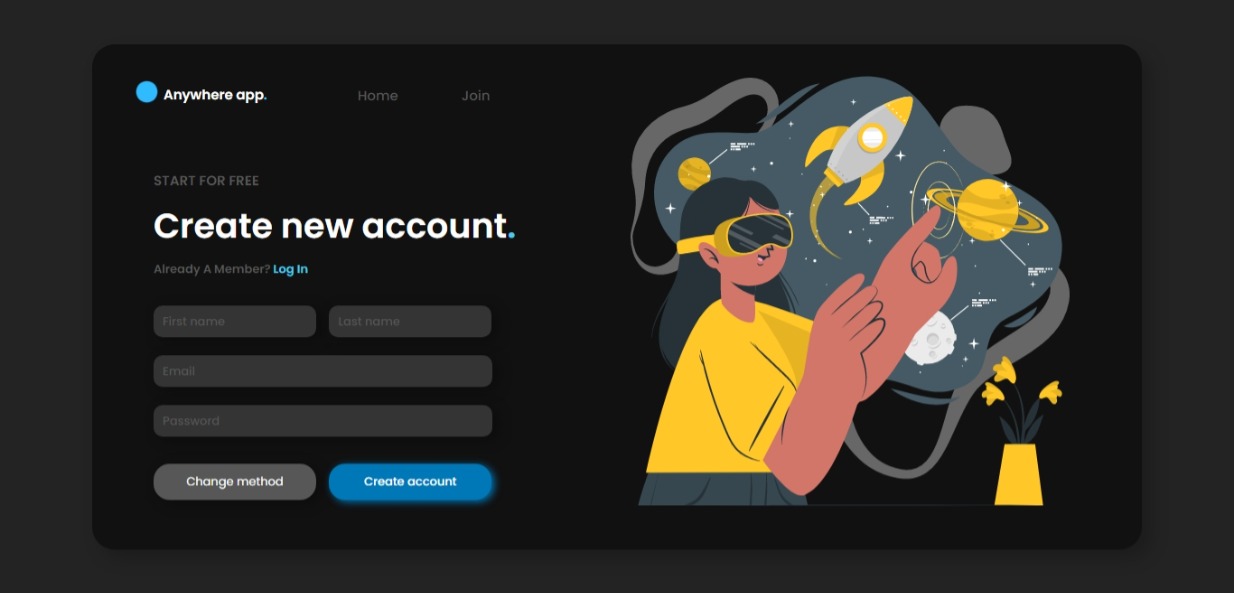 Anywhere app.
Home
Join
START FOR FREE
Create new account.
Already A Member? Log In
First name
Last name
Email
Password
Change method
Create account